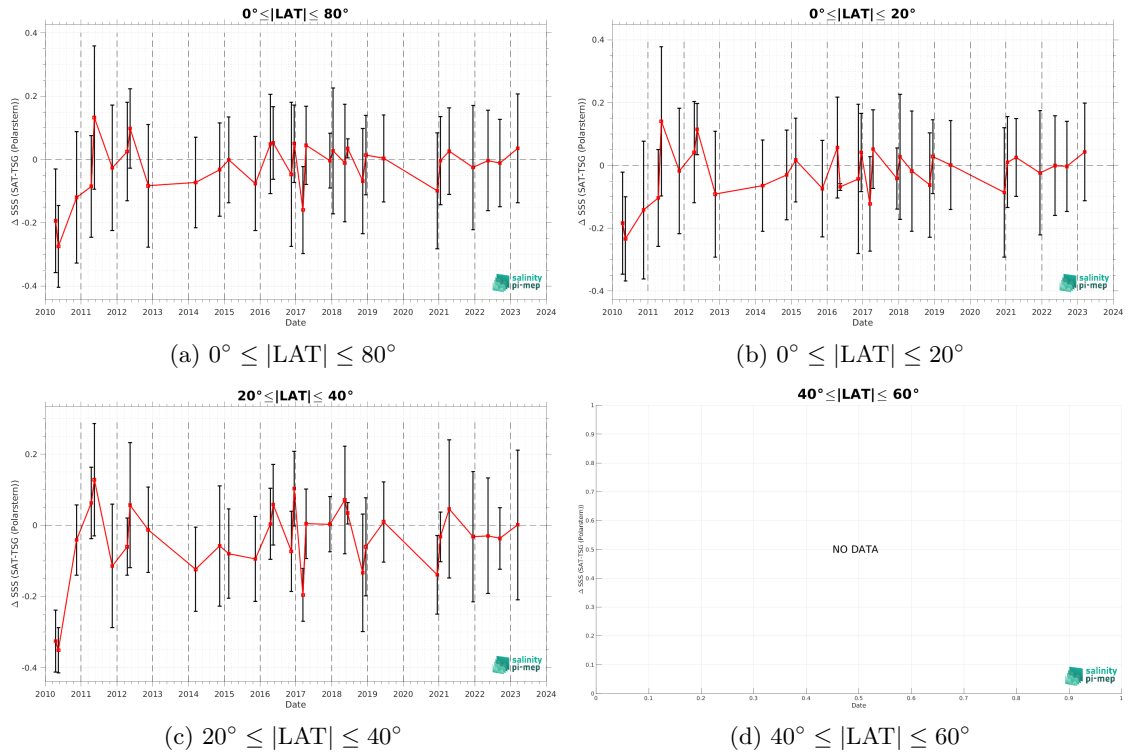 0°≤|LAT|≤ 80°
0.4
0.2
0
-0.2
-0.4
Δ SSS (SAT-TSG (Polarstern))
2010 2011 2012 2013 2014 2015 2016 2017 2018 2019 2020 2021 2022 2023 2024
Date
salinity
pi-mep
(a) 0° ≤ |LAT| ≤ 80°
0°≤|LAT|≤ 20°
0.4
0.2
0
-0.2
-0.4
Δ SSS (SAT-TSG (Polarstern))
2010 2011 2012 2013 2014 2015 2016 2017 2018 2019 2020 2021 2022 2023 2024
Date
salinity
pi-mep
(b) 0° ≤ |LAT| ≤ 20°
20°≤|LAT|≤ 40°
0.2
0
-0.2
-0.4
Δ SSS (SAT-TSG (Polarstern))
2010 2011 2012 2013 2014 2015 2016 2017 2018 2019 2020 2021 2022 2023 2024
Date
salinity
pi-mep
(c) 20° ≤ |LAT| ≤ 40°
40°≤|LAT|≤ 60°
1
0.9
0.8
0.7
0.6
0.5
0.4
0.3
0.2
0.1
0
Δ SSS (SAT-TSG (Polarstern))
NO DATA
0 0.1 0.2 0.3 0.4 0.5 0.6 0.7 0.8 0.9 1
Date
salinity
pi-mep
(d) 40° ≤ |LAT| ≤ 60°